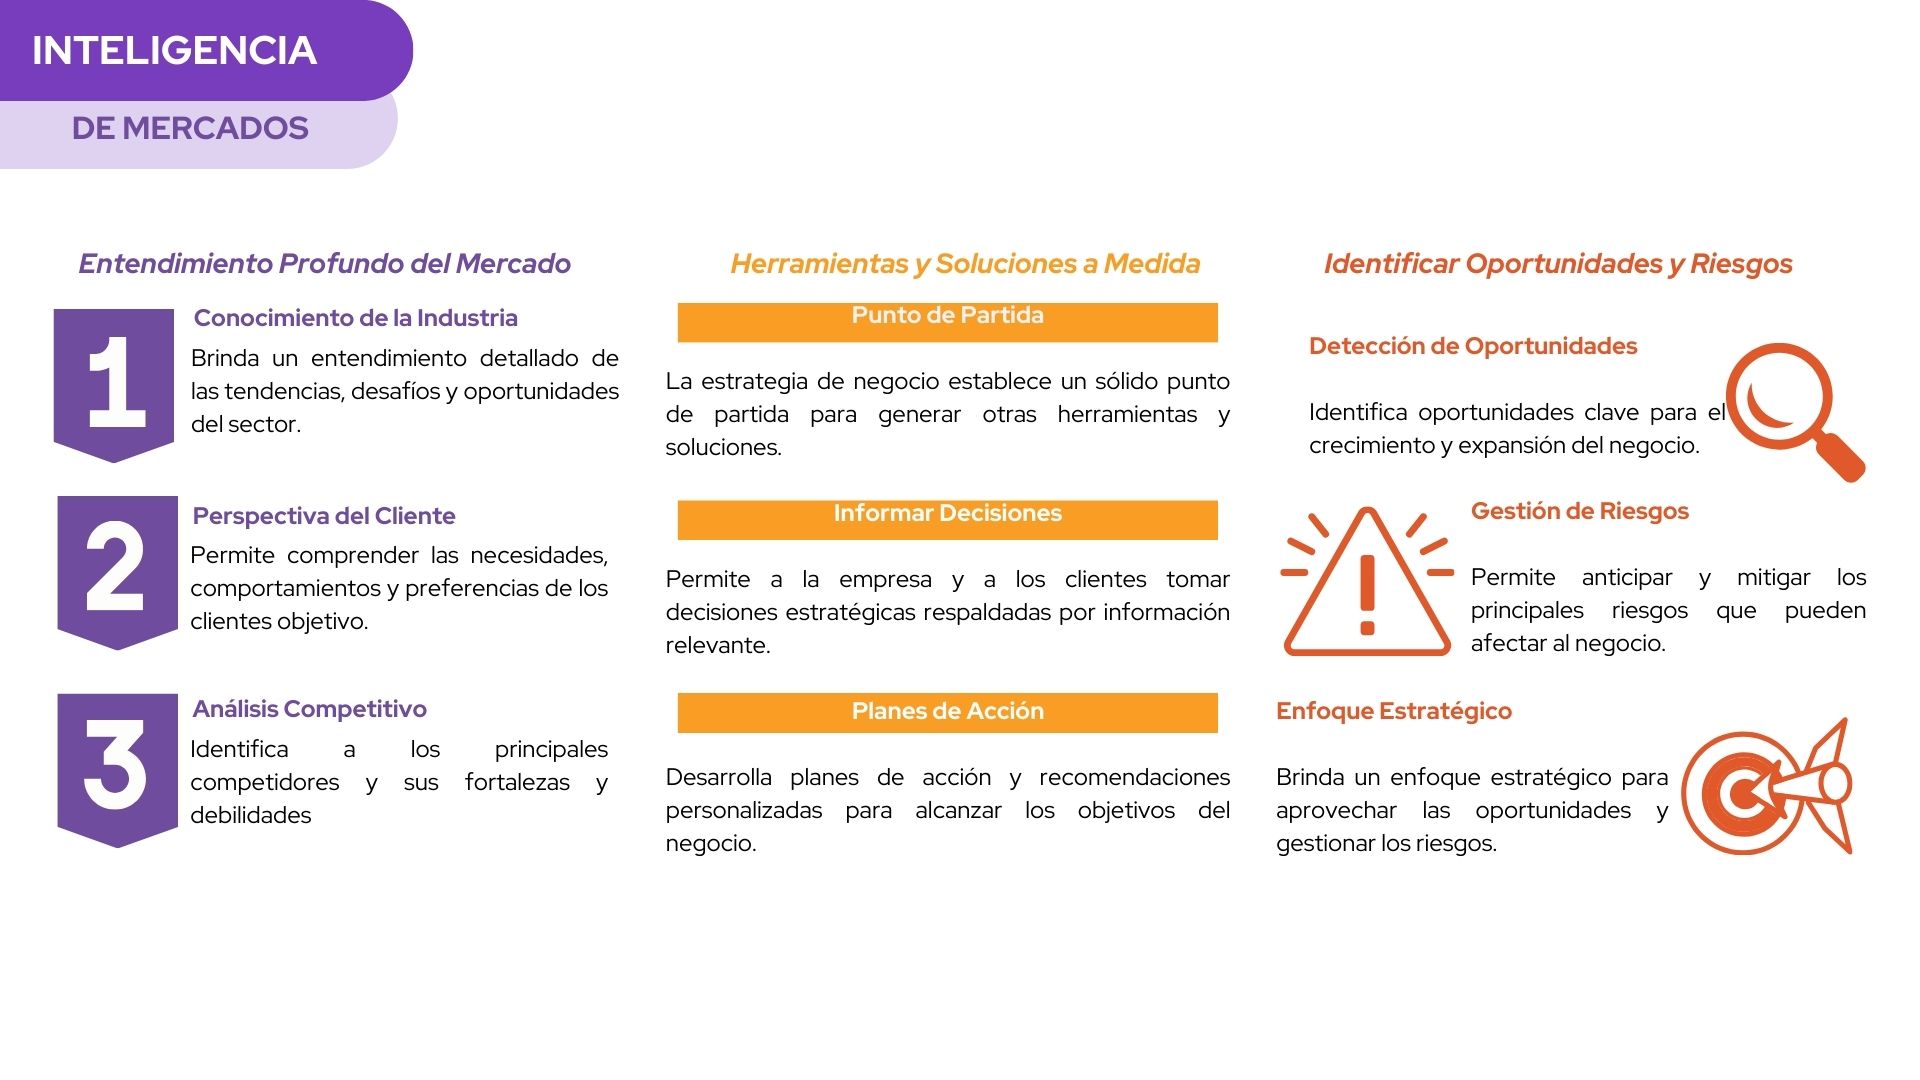 INTELIGENCIA
DE MERCADOS
Entendimiento Profundo del Mercado
1
Conocimiento de la Industria
Brinda un entendimiento detallado de
las tendencias, desafíos y oportunidades
del sector.
2
Perspectiva del Cliente
Permite comprender las necesidades,
comportamientos y preferencias de los
clientes objetivo.
3
Análisis Competitivo
Identifica a los principales
competidores y sus fortalezas y
debilidades
Herramientas y Soluciones a Medida
Punto de Partida
La estrategia de negocio establece un sólido punto
de partida para generar otras herramientas y
soluciones.
Informar Decisiones
Permite a la empresa y a los clientes tomar
decisiones estratégicas respaldadas por información
relevante.
Planes de Acción
Desarrolla planes de acción y recomendaciones
personalizadas para alcanzar los objetivos del
negocio.
Identificar Oportunidades y Riesgos
Detección de Oportunidades
Identifica oportunidades clave para el
crecimiento y expansión del negocio.
Gestión de Riesgos
Permite anticipar y mitigar los
principales riesgos que pueden
afectar al negocio.
Enfoque Estratégico
Brinda un enfoque estratégico para
aprovechar las oportunidades y
gestionar los riesgos.